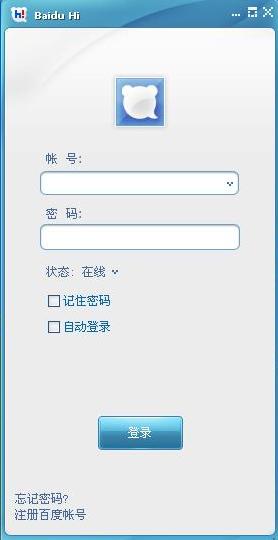 hi Baidu Hi
帐 号:
密 码:
状态: 在线
记住密码
自动登录
登录
忘记密码?
注册百度帐号